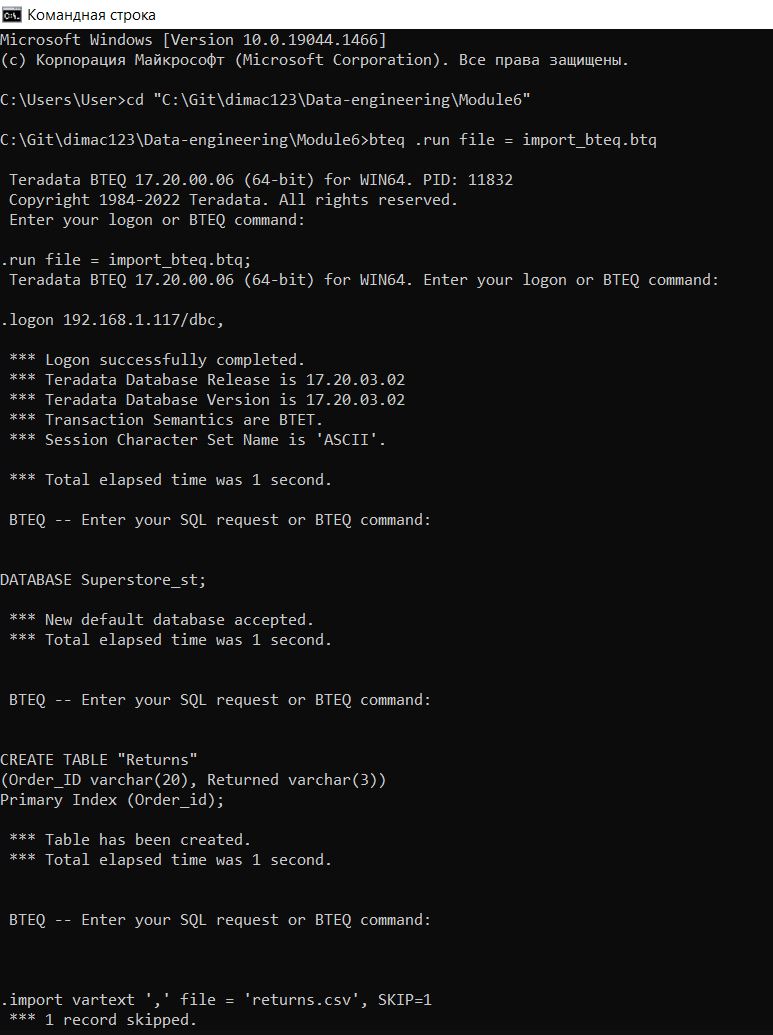 Командная строка
Microsoft Windows [Version 10.0.19044.1466]
(c) Корпорация Майкрософт (Microsoft Corporation). Все права защищены.
C:\Users\User>cd "C:\Git\dimac123\Data-engineering\Module6"
C:\Git\dimac123\Data-engineering\Module6>bteq .run file = import_bteq.btq
Teradata BTEQ 17.20.00.06 (64-bit) for WIN64. PID: 11832
Copyright 1984-2022 Teradata. All rights reserved.
Enter your logon or BTEQ command:
.run file = import_bteq.btq;
Teradata BTEQ 17.20.00.06 (64-bit) for WIN64. Enter your logon or BTEQ command:
.logon 192.168.1.117/dbc,
*** Logon successfully completed.
*** Teradata Database Release is 17.20.03.02
*** Teradata Database Version is 17.20.03.02
*** Transaction Semantics are BTET.
*** Session Character Set Name is 'ASCII'.
*** Total elapsed time was 1 second.
BTEQ -- Enter your SQL request or BTEQ command:
DATABASE Superstore_st;
*** New default database accepted.
*** Total elapsed time was 1 second.
BTEQ -- Enter your SQL request or BTEQ command:
CREATE TABLE "Returns"
(Order_ID varchar(20), Returned varchar(3))
Primary Index (Order_id);
*** Table has been created.
*** Total elapsed time was 1 second.
BTEQ -- Enter your SQL request or BTEQ command:
.import vartext ',' file = 'returns.csv', SKIP=1
*** 1 record skipped.